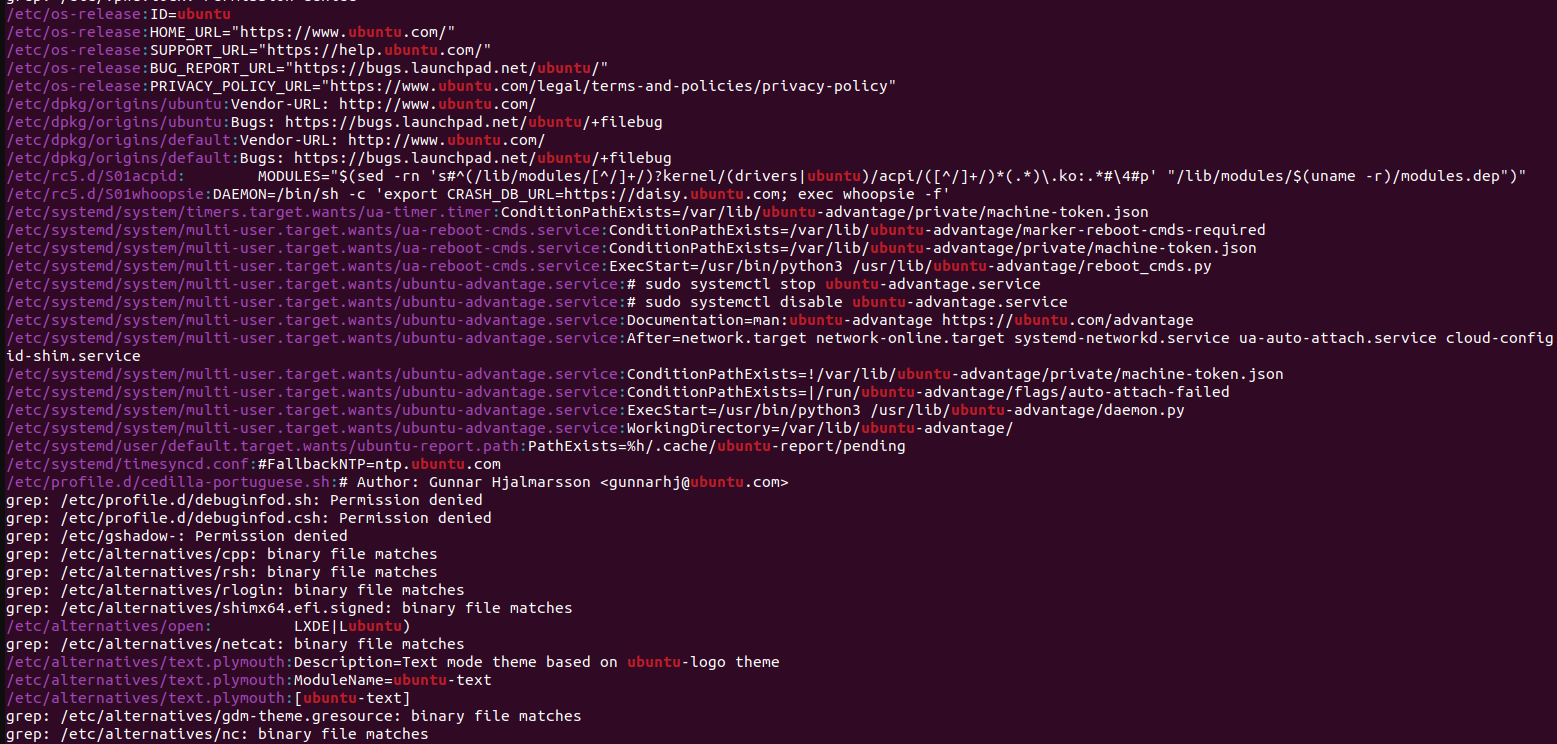 /etc/os-release:ID=ubuntu
/etc/os-release:HOME_URL="https://www.ubuntu.com/"
/etc/os-release:SUPPORT_URL="https://help.ubuntu.com/"
/etc/os-release:BUG_REPORT_URL="https://bugs.launchpad.net/ubuntu/"
/etc/os-release:PRIVACY_POLICY_URL="https://www.ubuntu.com/legal/terms-and-policies/privacy-policy"
/etc/dpkg/origins/ubuntu:Vendor-URL: http://www.ubuntu.com/
/etc/dpkg/origins/ubuntu:Bugs: https://bugs.launchpad.net/ubuntu/+filebug
/etc/dpkg/origins/default:Vendor-URL: http://www.ubuntu.com/
/etc/dpkg/origins/default:Bugs: https://bugs.launchpad.net/ubuntu/+filebug
/etc/rc5.d/S01acpid:        MODULES="$(sed -rn 's#^(/lib/modules/[^/]+/)?kernel/(drivers|ubuntu)/acpi/([^/]+/)*(.*)\.ko:.*#\4#p' "/lib/modules/$(uname -r)/modules.dep")"
/etc/rc5.d/S01whoopsie:DAEMON=/bin/sh -c 'export CRASH_DB_URL=https://daisy.ubuntu.com; exec whoopsie -f'
/etc/systemd/system/timers.target.wants/ua-timer.timer:ConditionPathExists=/var/lib/ubuntu-advantage/private/machine-token.json
/etc/systemd/system/multi-user.target.wants/ua-reboot-cmds.service:ConditionPathExists=/var/lib/ubuntu-advantage/marker-reboot-cmds-required
/etc/systemd/system/multi-user.target.wants/ua-reboot-cmds.service:ConditionPathExists=/var/lib/ubuntu-advantage/private/machine-token.json
/etc/systemd/system/multi-user.target.wants/ua-reboot-cmds.service:ExecStart=/usr/bin/python3 /usr/lib/ubuntu-advantage/reboot_cmds.py
/etc/systemd/system/multi-user.target.wants/ubuntu-advantage.service:# sudo systemctl stop ubuntu-advantage.service
/etc/systemd/system/multi-user.target.wants/ubuntu-advantage.service:# sudo systemctl disable ubuntu-advantage.service
/etc/systemd/system/multi-user.target.wants/ubuntu-advantage.service:Documentation=man:ubuntu-advantage https://ubuntu.com/advantage
/etc/systemd/system/multi-user.target.wants/ubuntu-advantage.service:After=network.target network-online.target systemd-networkd.service ua-auto-attach.service cloud-config
id-shim.service
/etc/systemd/system/multi-user.target.wants/ubuntu-advantage.service:ConditionPathExists=!/var/lib/ubuntu-advantage/private/machine-token.json
/etc/systemd/system/multi-user.target.wants/ubuntu-advantage.service:ConditionPathExists=|/run/ubuntu-advantage/flags/auto-attach-failed
/etc/systemd/system/multi-user.target.wants/ubuntu-advantage.service:ExecStart=/usr/bin/python3 /usr/lib/ubuntu-advantage/daemon.py
/etc/systemd/system/multi-user.target.wants/ubuntu-advantage.service:WorkingDirectory=/var/lib/ubuntu-advantage/
/etc/systemd/user/default.target.wants/ubuntu-report.path:PathExists=%h/.cache/ubuntu-report/pending
/etc/systemd/timesyncd.conf:#FallbackNTP=ntp.ubuntu.com
/etc/profile.d/cedilla-portuguese.sh:# Author: Gunnar Hjalmarsson <gunnarhj@ubuntu.com>
grep: /etc/profile.d/debuginfod.sh: Permission denied
grep: /etc/profile.d/debuginfod.csh: Permission denied
grep: /etc/gshadow-: Permission denied
grep: /etc/alternatives/cpp: binary file matches
grep: /etc/alternatives/rsh: binary file matches
grep: /etc/alternatives/rlogin: binary file matches
grep: /etc/alternatives/shimx64.efi.signed: binary file matches
/etc/alternatives/open:         LXDE|Lubuntu)
grep: /etc/alternatives/netcat: binary file matches
/etc/alternatives/text.plymouth:Description=Text mode theme based on ubuntu-logo theme
/etc/alternatives/text.plymouth:ModuleName=ubuntu-text
/etc/alternatives/text.plymouth:[ubuntu-text]
grep: /etc/alternatives/gdm-theme.gresource: binary file matches
grep: /etc/alternatives/nc: binary file matches